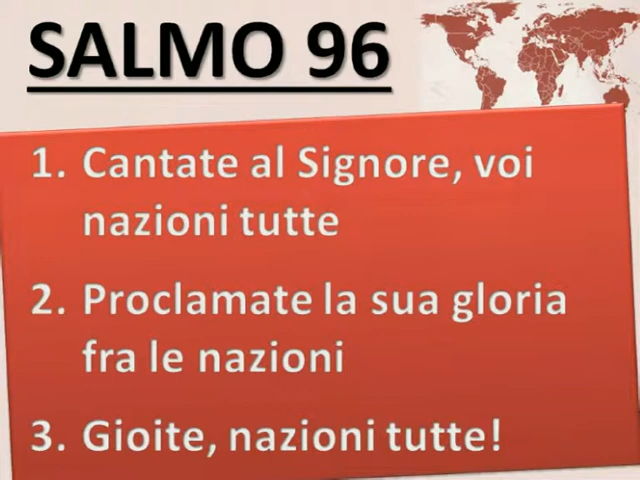 SALMO 96
1. Cantate al Signore, voi
nazioni tutte
2. Proclamate la sua gloria
fra le nazioni
3. Gioite, nazioni tutte!